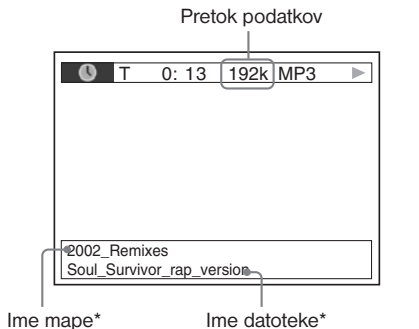 Pretok podatkov
T 0: 13 192k MP3
2002_Remixes
Soul_Survivor_rap_version
Ime mape*
Ime datoteke*